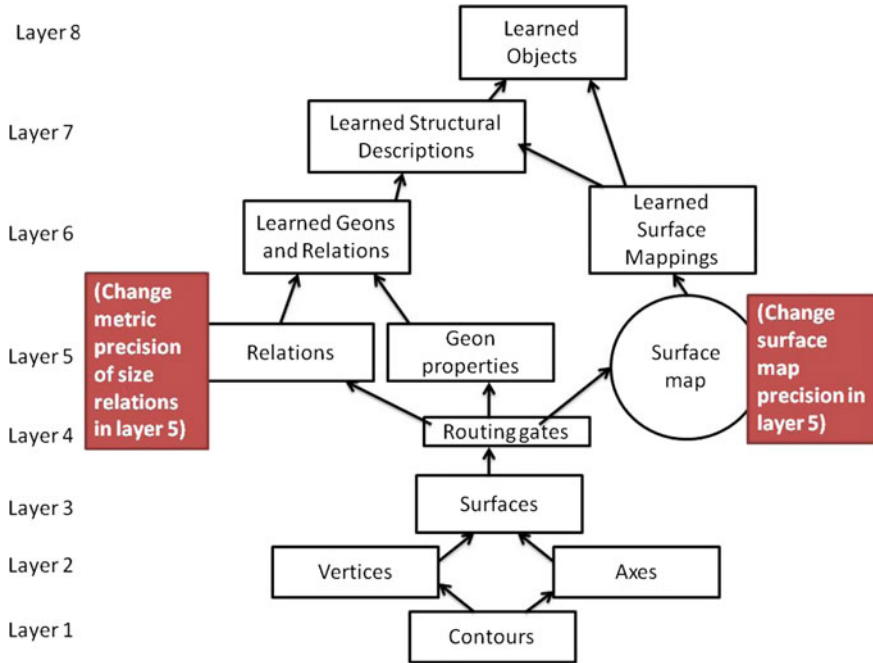 Layer 8
Learned
Objects
Layer 7
Learned Structural
Descriptions
Layer 6
Learned Geons
and Relations
Learned
Surface
Mappings
(Change
metric
precision
of size
relations
in layer 5)
Layer 5
Relations
Geon
properties
Surface
map
(Change
surface
map
precision in
layer 5)
Layer 4
Routing gates
Layer 3
Surfaces
Layer 2
Vertices
Axes
Layer 1
Contours